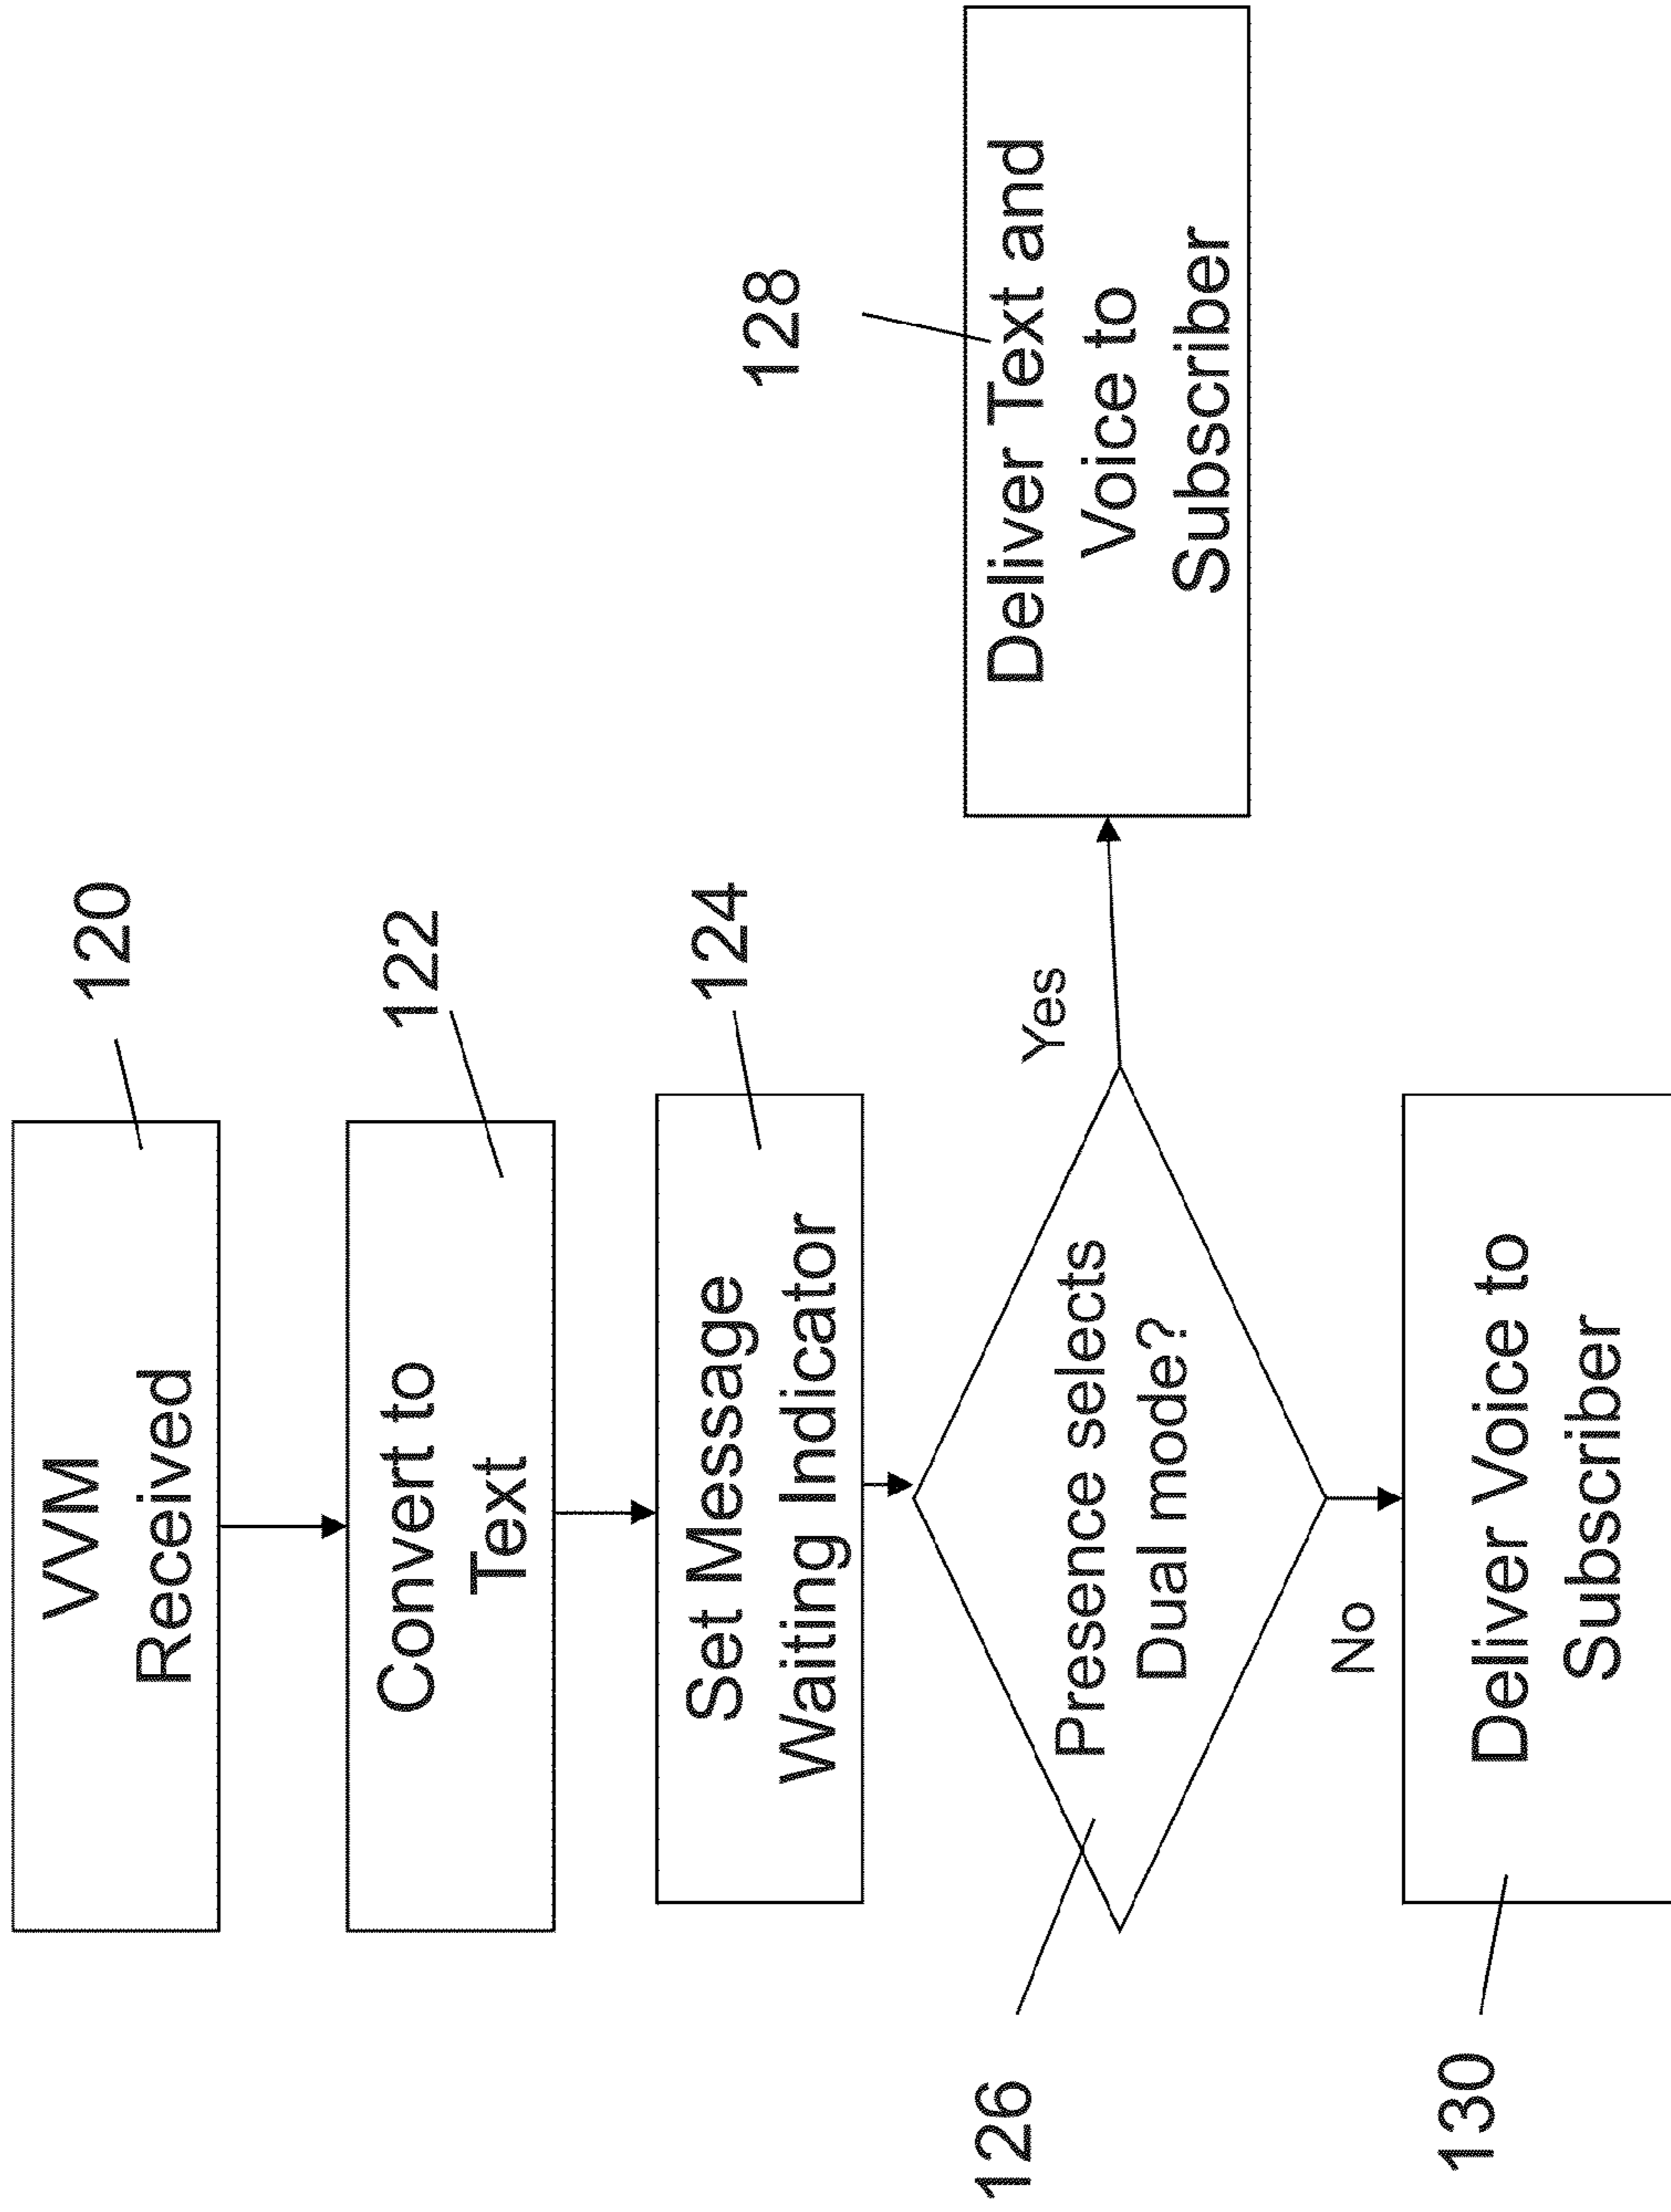 VVM
Received
120
Convert to
Text
122
Set Message
Waiting Indicator
124
Presence selects
Dual mode?
126
Yes
Deliver Text and
Voice to
Subscriber
128
No
Deliver Voice to
Subscriber
130